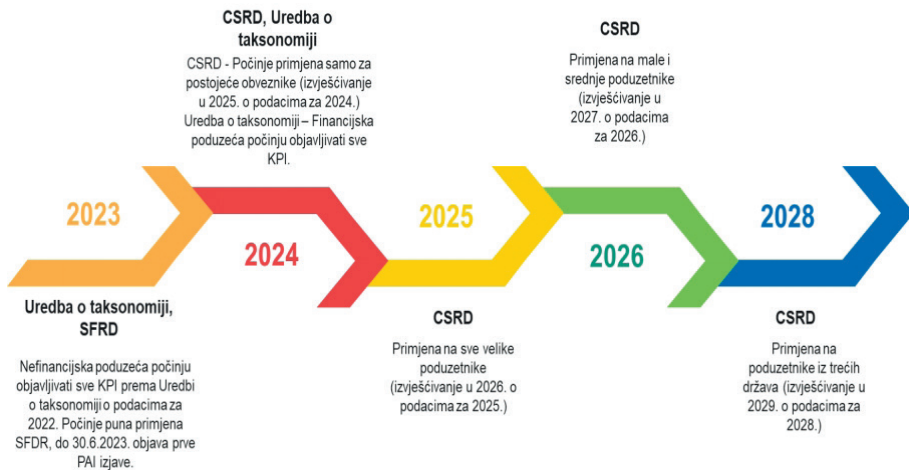 2023
Uredba o taksonomiji,
SFRD
Nefinancijska poduzeća počinju
objavljivati sve KPI prema Uredbi
o taksonomiji o podacima za
2022. Počinje puna primjena
SFDR, do 30.6.2023. objava prve
PAI izjave.
CSRD, Uredba o
taksonomiji
CSRD - Počinje primjena samo za
postojeće obveznike (izvješćivanje
u 2025. o podacima za 2024.)
Uredba o taksonomiji – Financijska
poduzeća počinju objavljivati sve
KPI.
2024
2025
CSRD
Primjena na sve velike
poduzetnike
(izvješćivanje u 2026. o
podacima za 2025.)
CSRD
Primjena na male i
srednje poduzetnike
(izvješćivanje u
2027. o podacima
za 2026.)
2026
2028
CSRD
Primjena na
poduzetnike iz trećih
država (izvješćivanje u
2029. o podacima za
2028.)